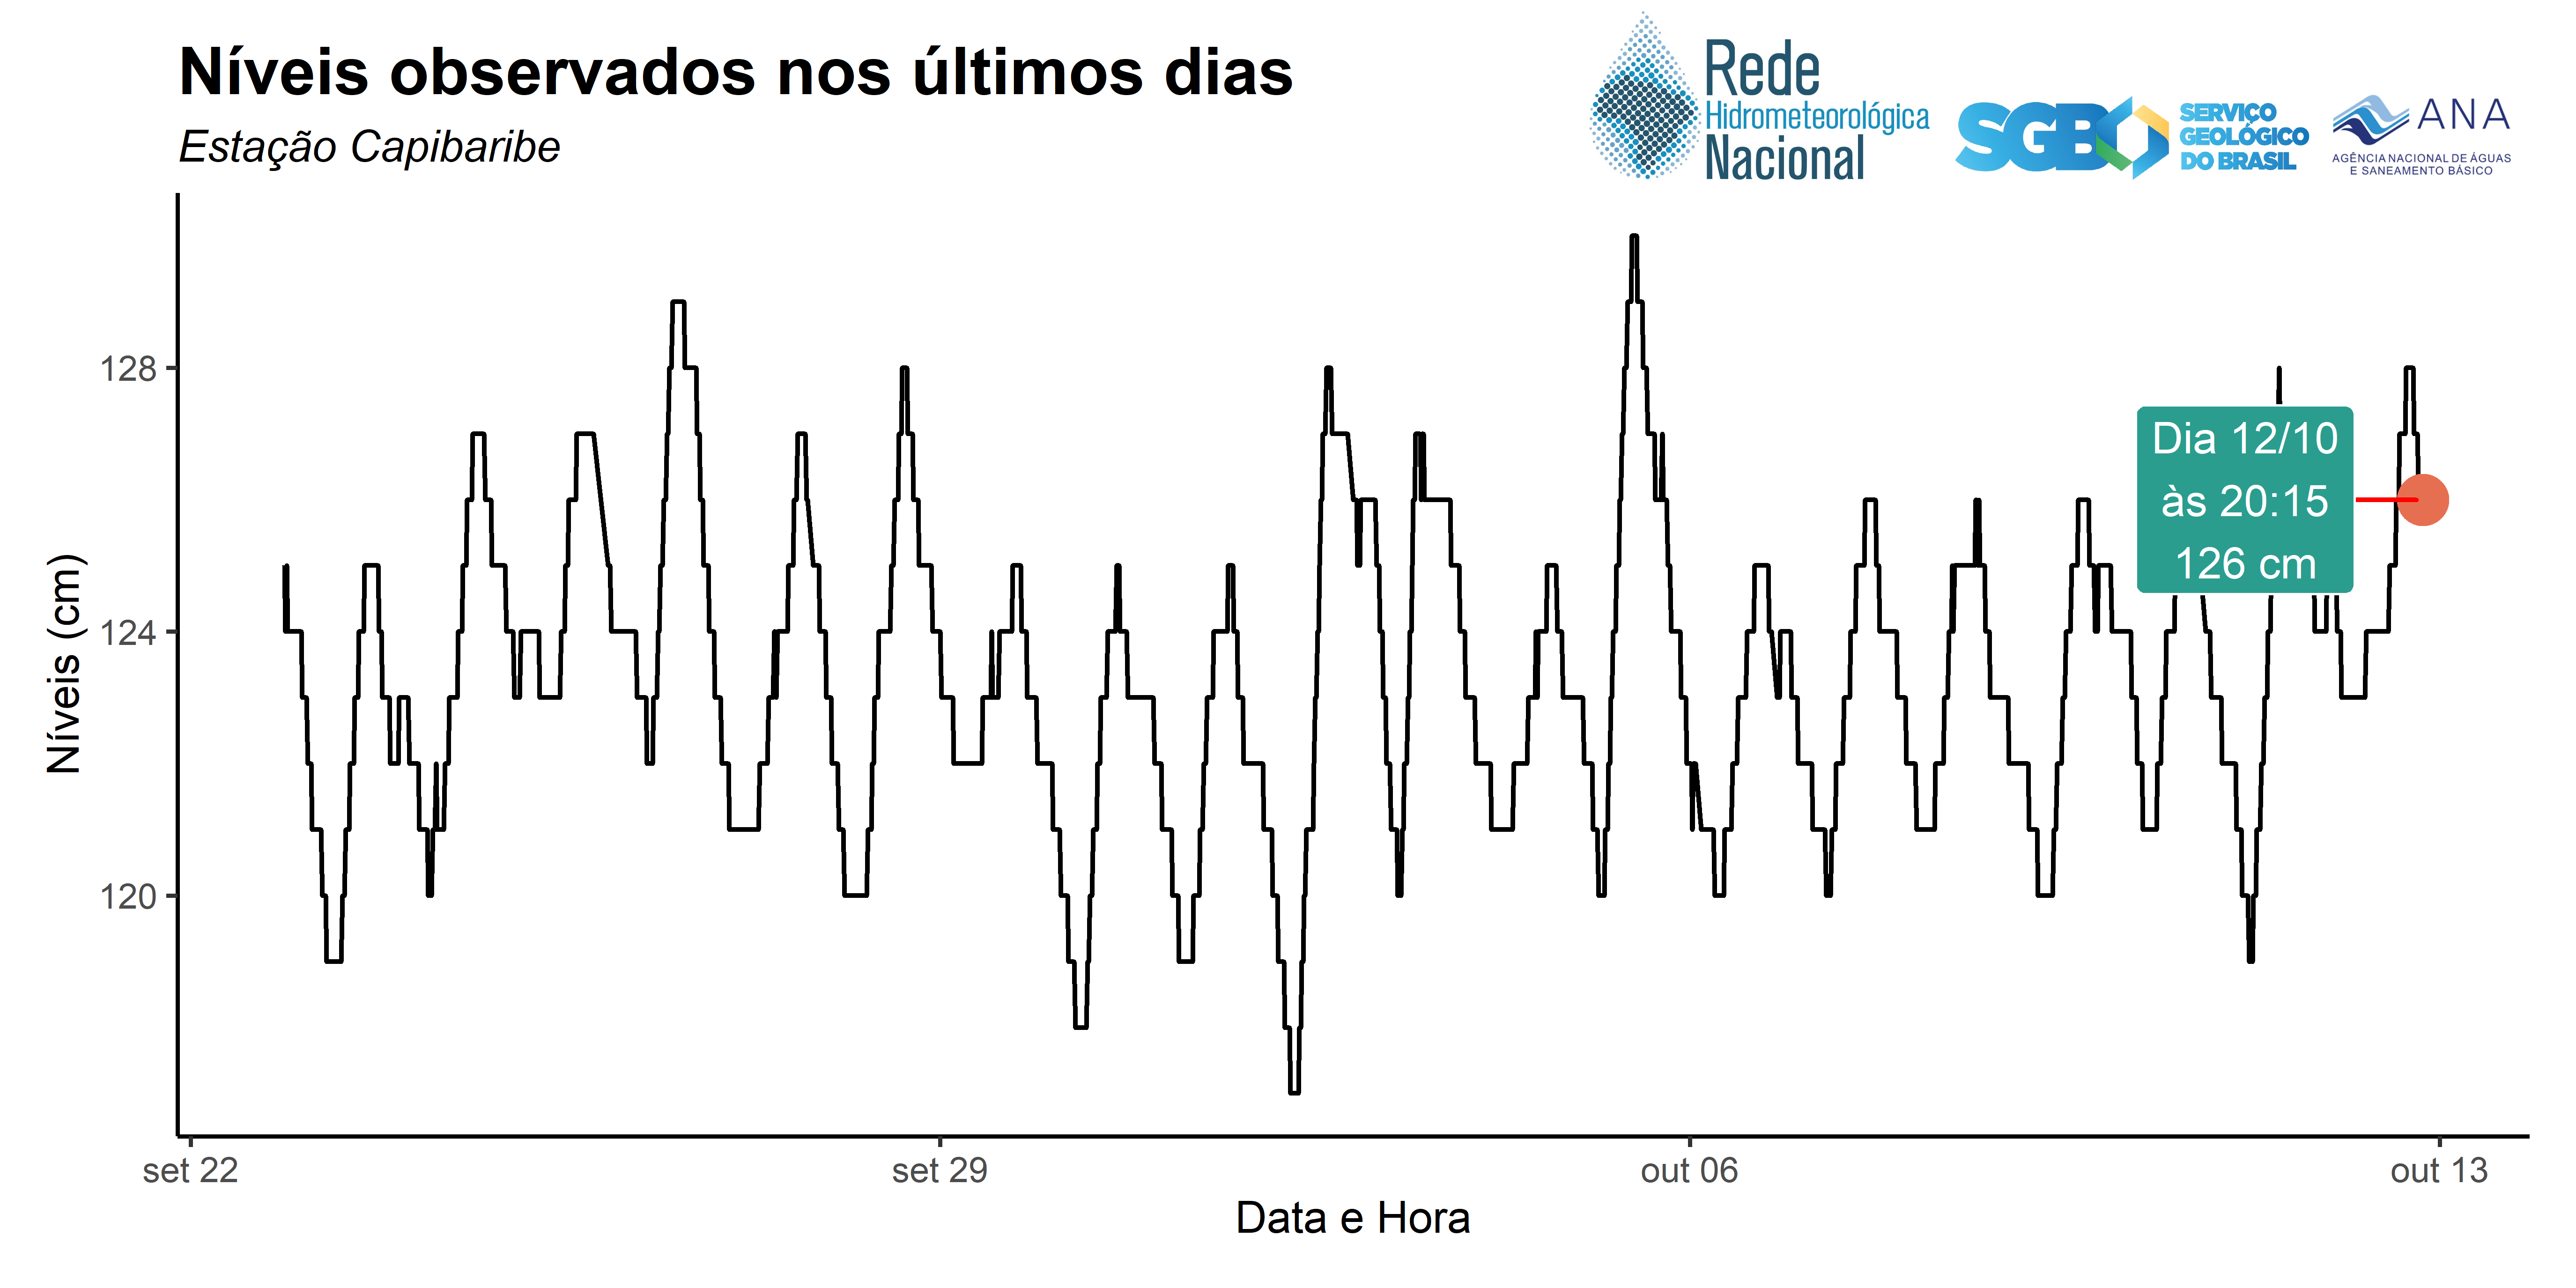 Níveis observados nos últimos dias
Estação Capibaribe
Rede
Hidrometeorológica
Nacional
SGB
SERVIÇO
GEOLÓGICO
DO BRASIL
ANA
AGÊNCIA NACIONAL DE ÁGUAS
E SANEAMENTO BÁSICO
Níveis (cm)
128
124
120
Dia 12/10
às 20:15
126 cm
set 22
set 29
out 06
out 13
Data e Hora